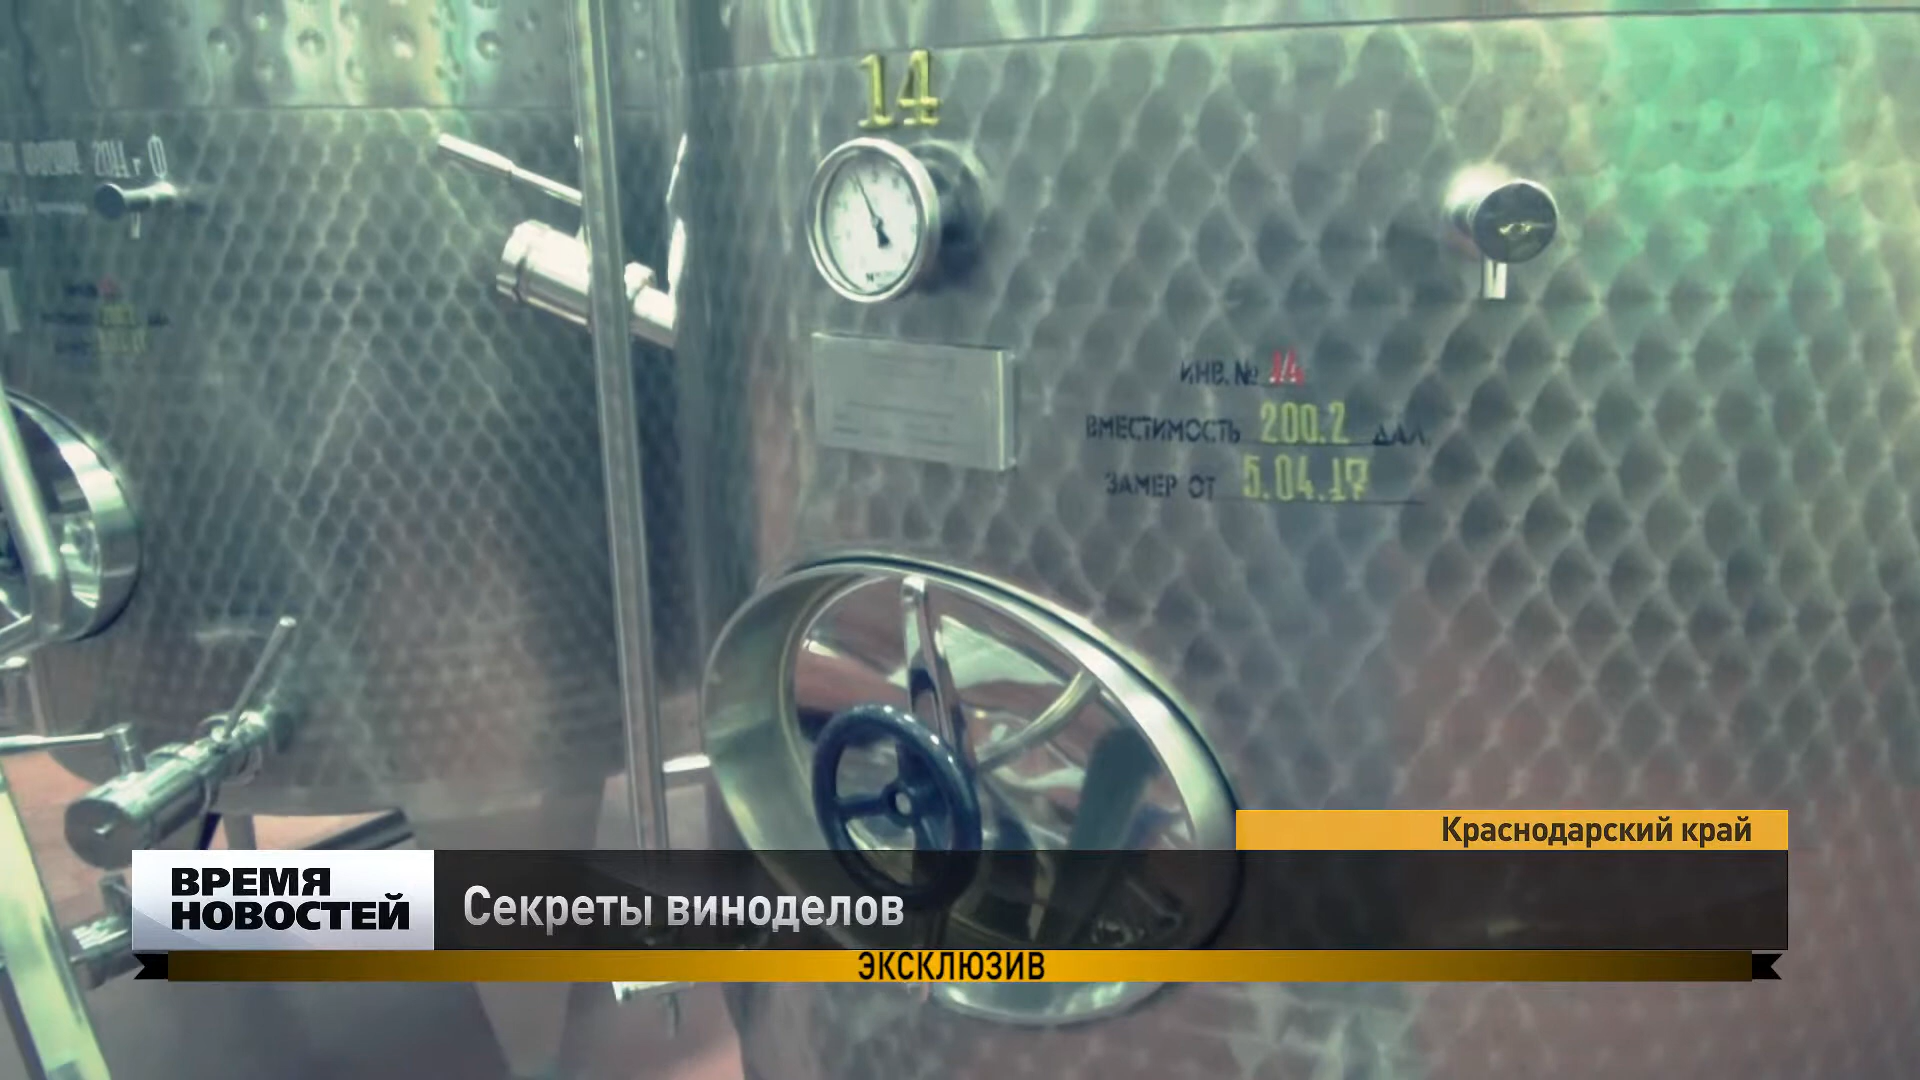 14
2011 г
ИНВ. № 14
ВМЕСТИМОСТЬ 200.2 ДАЛ.
ЗАМЕР ОТ 5.04.17
Краснодарский край
ВРЕМЯ
НОВОСТЕЙ
Секреты виноделов
ЭКСКЛЮЗИВ